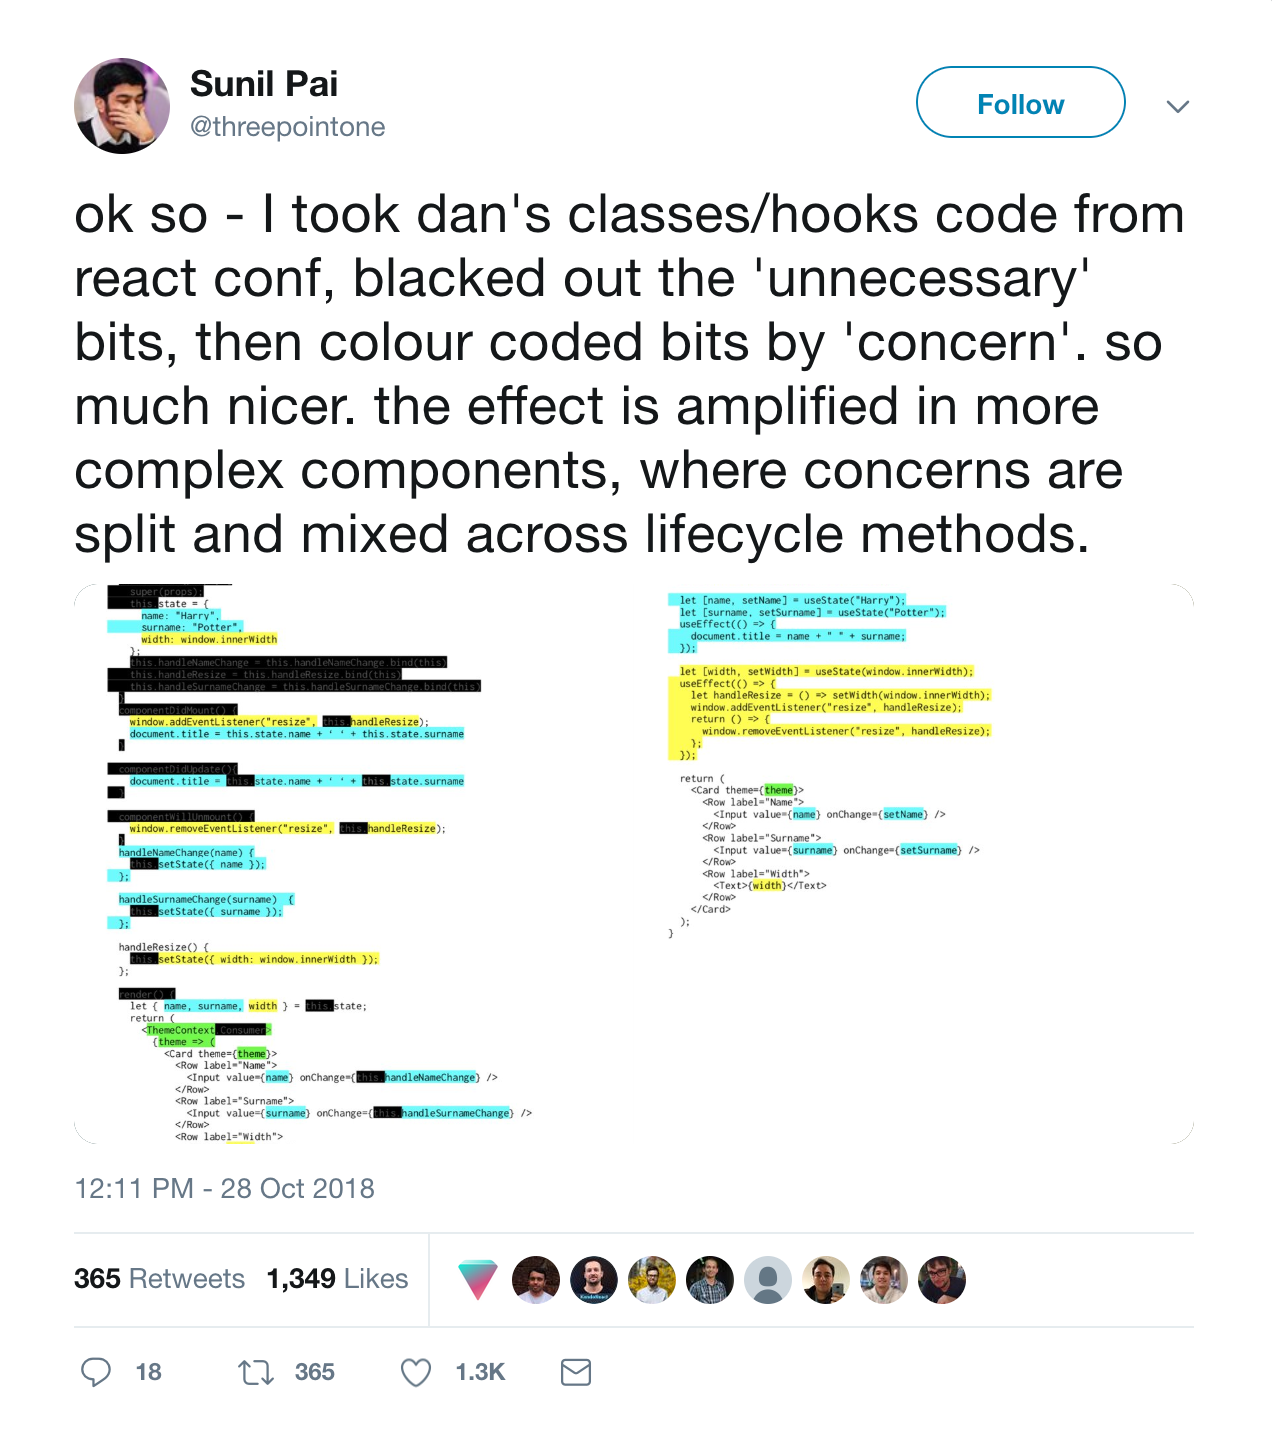 Sunil Pai
@threepointone
Follow
ok so - I took dan's classes/hooks code from
react conf, blacked out the 'unnecessary'
bits, then colour coded bits by 'concern'. so
much nicer. the effect is amplified in more
complex components, where concerns are
split and mixed across lifecycle methods.
super(props);
this.state = {
name: "Harry",
surname: "Potter",
width: window.innerWidth
};
this.handleNameChange = this.handleNameChange.bind(this)
this.handleResize = this.handleResize.bind(this)
this.handleSurnameChange = this.handleSurnameChange.bind(this)
}
componentDidMount() {
window.addEventListener("resize", this.handleResize);
document.title = this.state.name + ' ' + this.state.surname
}
componentDidUpdate(){
document.title = this.state.name + ' ' + this.state.surname
}
componentWillUnmount() {
window.removeEventListener("resize", this.handleResize);
}
handleNameChange(name) {
this.setState({ name });
};
handleSurnameChange(surname) {
this.setState({ surname });
};
handleResize() {
this.setState({ width: window.innerWidth });
};
render() {
let { name, surname, width } = this.state;
return (
<ThemeContext.Consumer>
{theme => (
<Card theme={theme}>
<Row label="Name">
<Input value={name} onChange={this.handleNameChange} />
</Row>
<Row label="Surname">
<Input value={surname} onChange={this.handleSurnameChange} />
</Row>
<Row label="Width">
let [name, setName] = useState("Harry");
let [surname, setSurname] = useState("Potter");
useEffect(() => {
document.title = name + " " + surname;
});
let [width, setWidth] = useState(window.innerWidth);
useEffect(() => {
let handleResize = () => setWidth(window.innerWidth);
window.addEventListener("resize", handleResize);
return () => {
window.removeEventListener("resize", handleResize);
};
});
return (
<Card theme={theme}>
<Row label="Name">
<Input value={name} onChange={setName} />
</Row>
<Row label="Surname">
<Input value={surname} onChange={setSurname} />
</Row>
<Row label="Width">
<Text>{width}</Text>
</Row>
</Card>
);
}
12:11 PM - 28 Oct 2018
365 Retweets 1,349 Likes
18 365 1.3K